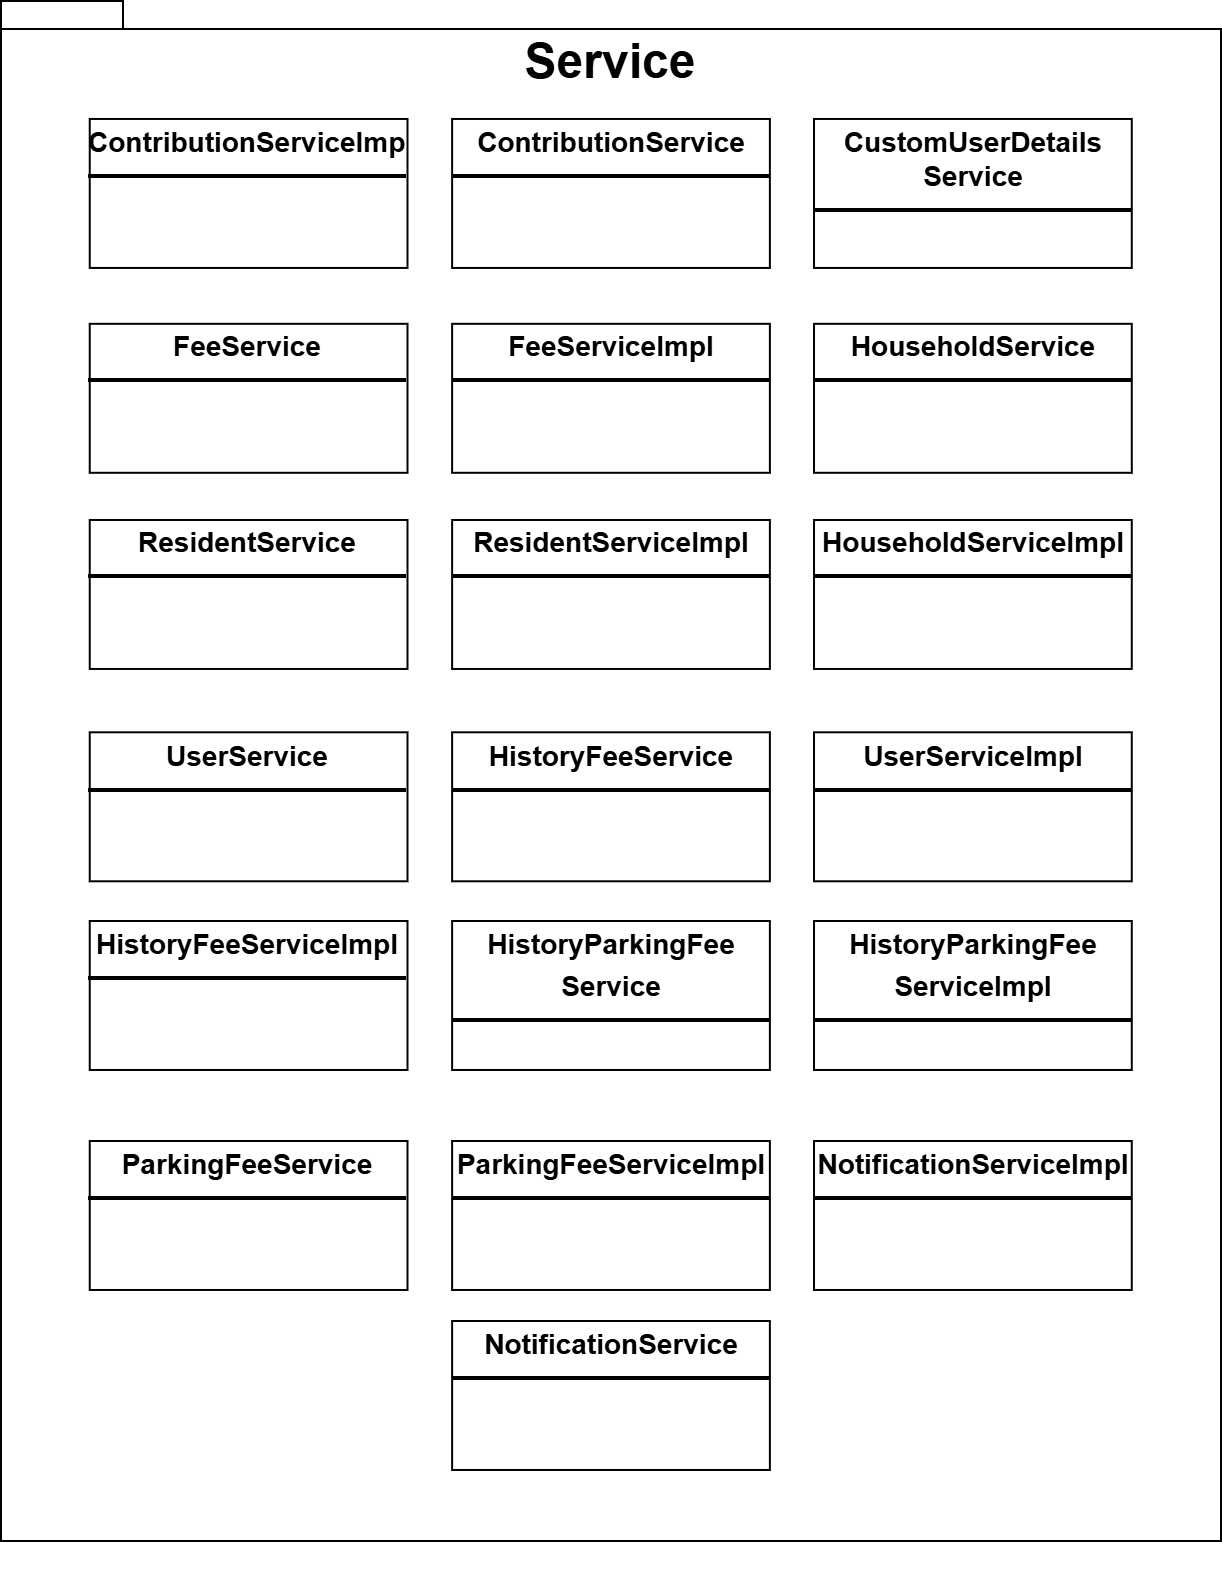 Service
ContributionServiceImp
ContributionService
CustomUserDetails
Service
FeeService
FeeServiceImpl
HouseholdService
ResidentService
ResidentServiceImpl
HouseholdServiceImpl
UserService
HistoryFeeService
UserServiceImpl
HistoryFeeServiceImpl
HistoryParkingFee
Service
HistoryParkingFee
ServiceImpl
ParkingFeeService
ParkingFeeServiceImpl
NotificationServiceImpl
NotificationService